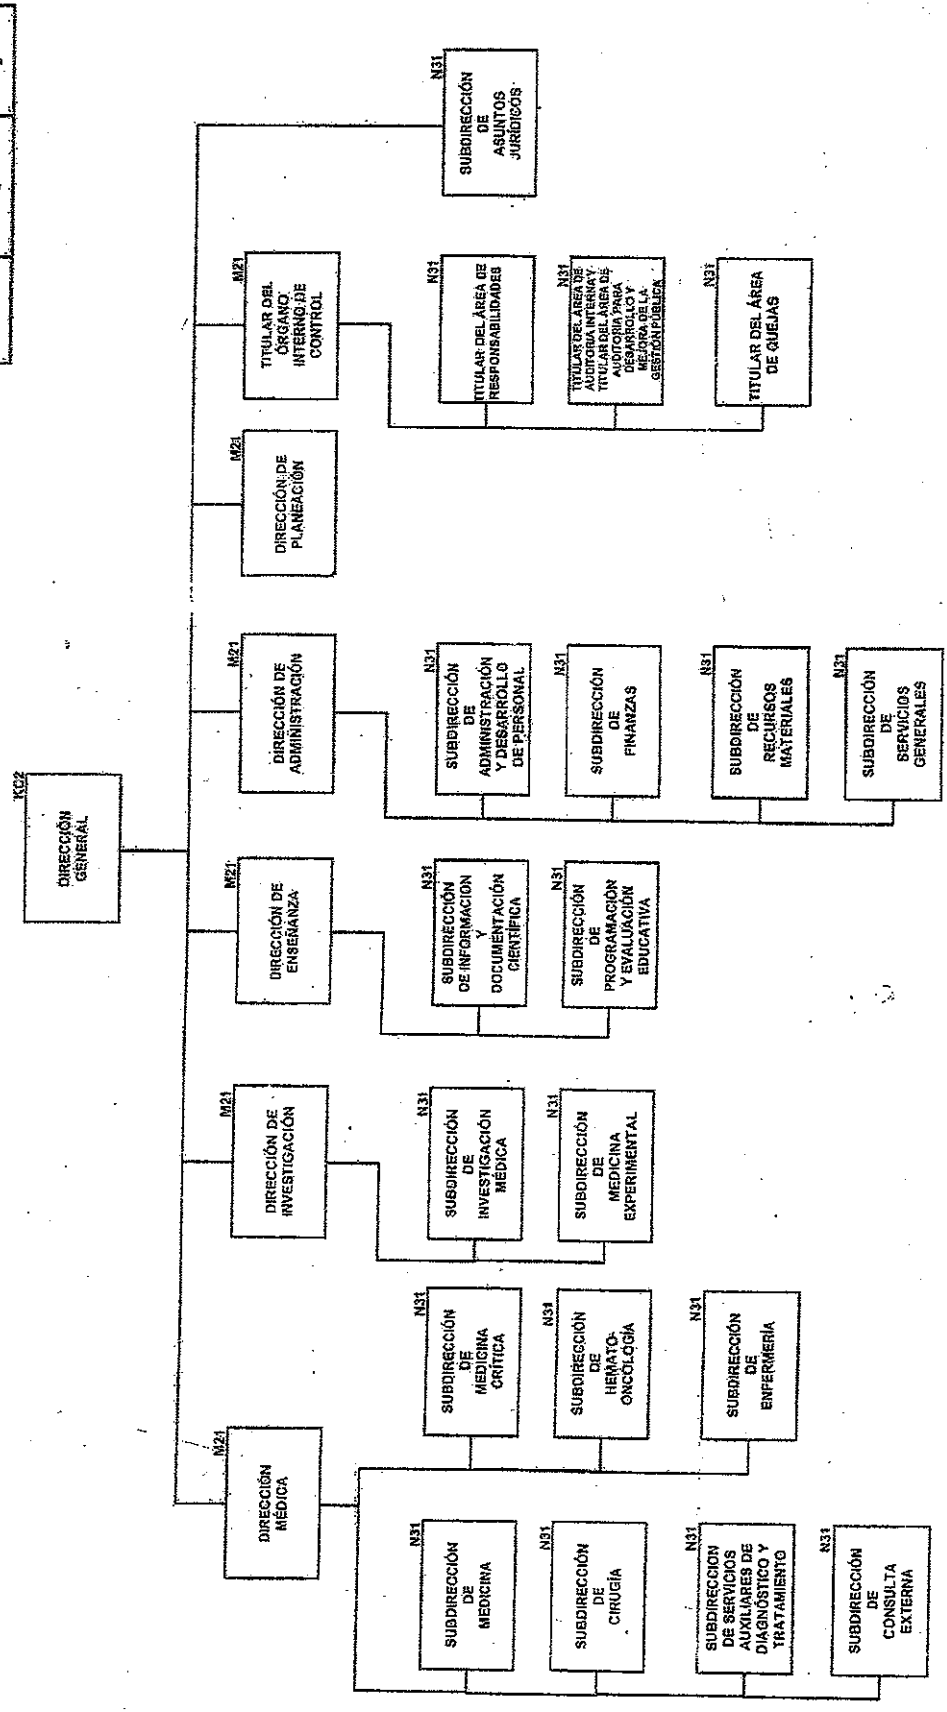 KC2
DIRECCIÓN
GENERAL
M21
DIRECCIÓN
MÉDICA
M21
DIRECCIÓN DE
INVESTIGACIÓN
M21
DIRECCIÓN DE
ENSEÑANZA
M21
DIRECCIÓN DE
ADMINISTRACIÓN
M21
DIRECCIÓN DE
PLANEACIÓN
M21
TITULAR DEL
ÓRGANO
INTERNO DE
CONTROL
N31
SUBDIRECCIÓN
DE
ASUNTOS
JURÍDICOS
N31
SUBDIRECCIÓN
DE
MEDICINA
N31
SUBDIRECCIÓN
DE
CIRUGÍA
N31
SUBDIRECCION
DE SERVICIOS
AUXILIARES DE
DIAGNÓSTICO Y
TRATAMIENTO
N31
SUBDIRECCIÓN
DE
CONSULTA
EXTERNA
N31
SUBDIRECCIÓN
DE
MEDICINA
CRÍTICA
N31
SUBDIRECCIÓN
DE
HEMATO-
ONCOLOGÍA
N31
SUBDIRECCIÓN
DE
ENFERMERÍA
N31
SUBDIRECCIÓN
DE
INVESTIGACIÓN
MÉDICA
N31
SUBDIRECCIÓN
DE
MEDICINA
EXPERIMENTAL
N31
SUBDIRECCIÓN
DE INFORMACION
Y
DOCUMENTACIÓN
CIENTÍFICA
N31
SUBDIRECCIÓN
DE
PROGRAMACIÓN
Y EVALUACIÓN
EDUCATIVA
N31
SUBDIRECCIÓN
DE
ADMINISTRACIÓN
Y DESARROLLO
DE PERSONAL
N31
SUBDIRECCIÓN
DE
FINANZAS
N31
SUBDIRECCIÓN
DE
RECURSOS
MATERIALES
N31
SUBDIRECCIÓN
DE
SERVICIOS
GENERALES
N31
TITULAR DEL ÁREA DE
RESPONSABILIDADES
N31
TITULAR DEL ÁREA DE
AUDITORIA INTERNA Y
TITULAR DEL ÁREA DE
AUDITORIA PARA
DESARROLLO Y
MEJORA DE LA
GESTIÓN PÚBLICA
N31
TITULAR DEL ÁREA
DE QUEJAS